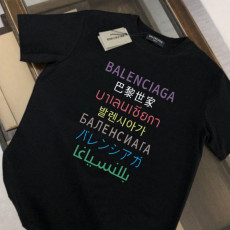 BALENCIAGA
巴黎世家
บาเลนเซียกา
발렌시아가
БАЛЕНСИАГА
バレンシアガ
بالنسياغا